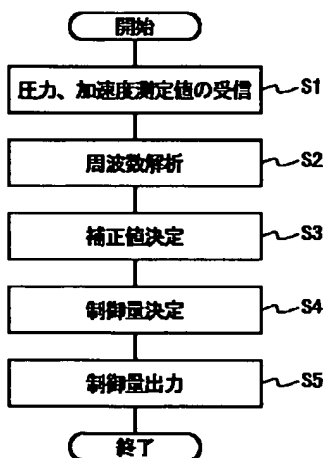 開始
圧力、加速度測定値の受信 S1
周波数解析 S2
補正値決定 S3
制御量決定 S4
制御量出力 S5
終了